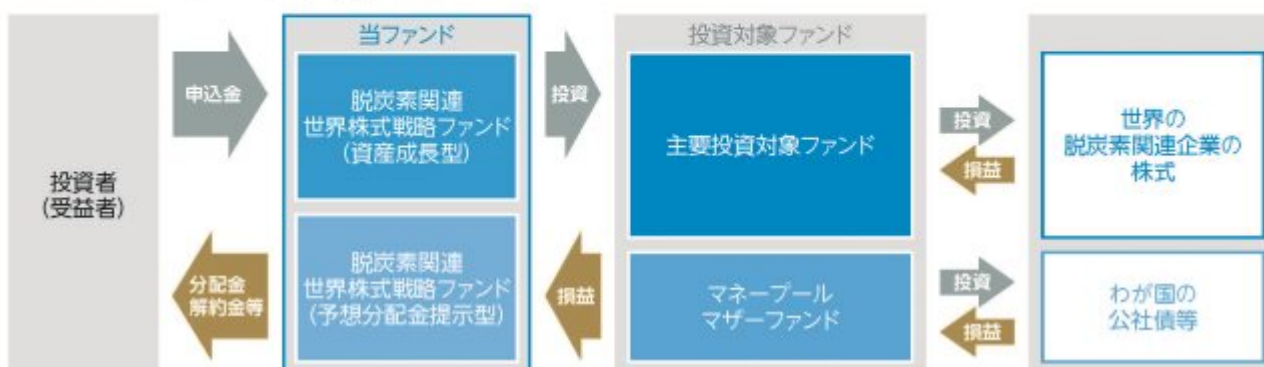 投資者
(受益者)
申込金
分配金
解約金等
当ファンド
脱炭素関連
世界株式戦略ファンド
(資産成長型)
脱炭素関連
世界株式戦略ファンド
(予想分配金提示型)
投資
損益
投資対象ファンド
主要投資対象ファンド
マネープール
マザーファンド
投資
損益
投資
損益
世界の
脱炭素関連企業の
株式
わが国の
公社債等